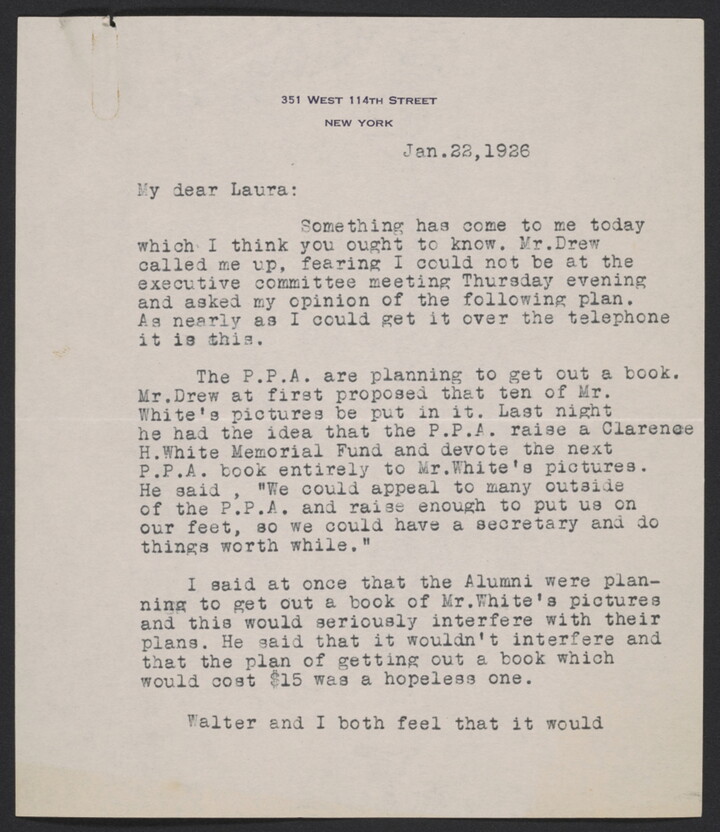 351 WEST 114TH STREET
NEW YORK
Jan.22,1926
My dear Laura:
Something has come to me today
which I think you ought to know. Mr.Drew
called me up, fearing I could not be at the
executive committee meeting Thursday evening
and asked my opinion of the following plan.
As nearly as I could get it over the telephone
it is this.
The P.P.A. are planning to get out a book.
Mr.Drew at first proposed that ten of Mr.
White's pictures be put in it. Last night
he had the idea that the P.P.A. raise a Clarence
H.White Memorial Fund and devote the next
P.P.A. book entirely to Mr.White's pictures.
He said , "We could appeal to many outside
of the P.P.A. and raise enough to put us on
our feet, so we could have a secretary and do
things worth while."
I said at once that the Alumni were plan-
ning to get out a book of Mr.White's pictures
and this would seriously interfere with their
plans. He said that it wouldn't interfere and
that the plan of getting out a book which
would cost $15 was a hopeless one.
Walter and I both feel that it would